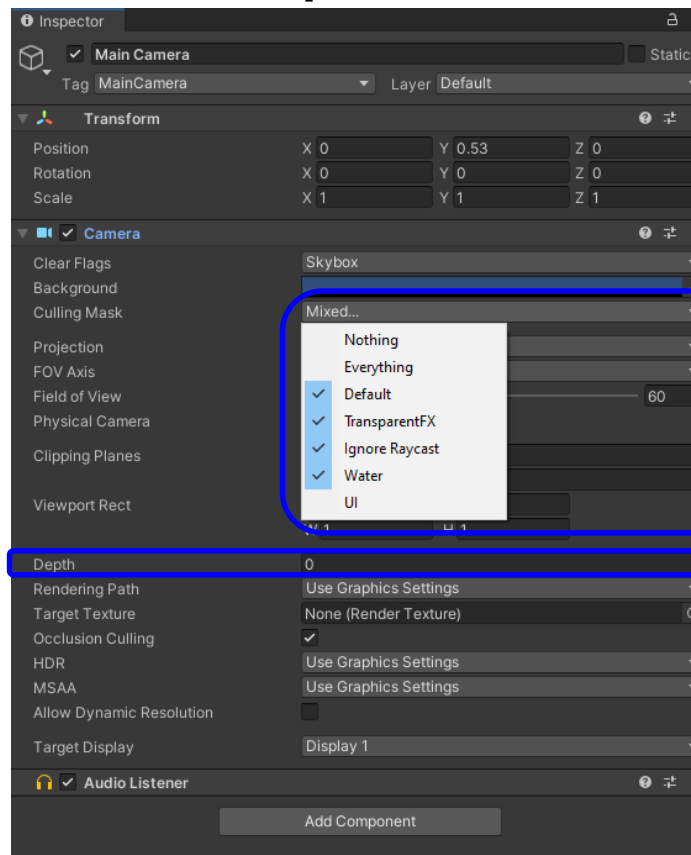 Inspector
Main Camera Static
Tag MainCamera Layer Default
Transform
Position X 0 Y 0.53 Z 0
Rotation X 0 Y 0 Z 0
Scale X 1 Y 1 Z 1
Camera
Clear Flags Skybox
Background
Culling Mask Mixed...
Nothing
Projection
Everything
FOV Axis
Default
Field of View 60
TransparentFX
Physical Camera
Ignore Raycast
Clipping Planes
Water
UI
Viewport Rect
W 1 H 1
Depth 0
Rendering Path Use Graphics Settings
Target Texture None (Render Texture)
Occlusion Culling
HDR Use Graphics Settings
MSAA Use Graphics Settings
Allow Dynamic Resolution
Target Display Display 1
Audio Listener
Add Component